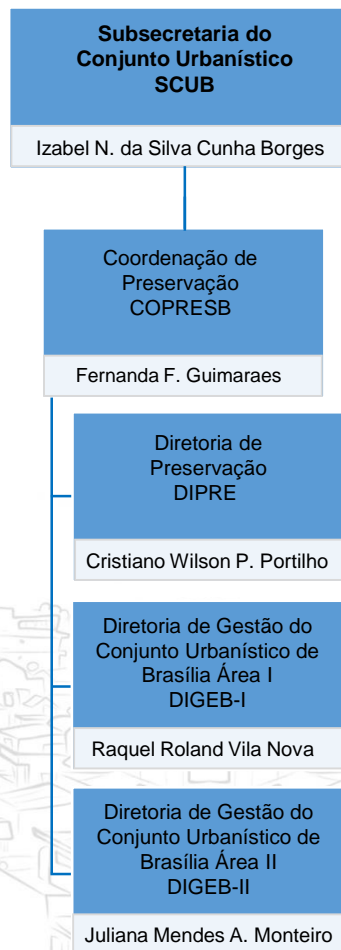 Subsecretaria do
Conjunto Urbanístico
SCUB
Izabel N. da Silva Cunha Borges
Coordenação de
Preservação
COPRESB
Fernanda F. Guimaraes
Diretoria de
Preservação
DIPRE
Cristiano Wilson P. Portilho
Diretoria de Gestão do
Conjunto Urbanístico de
Brasília Área I
DIGEB-I
Raquel Roland Vila Nova
Diretoria de Gestão do
Conjunto Urbanístico de
Brasília Área II
DIGEB-II
Juliana Mendes A. Monteiro